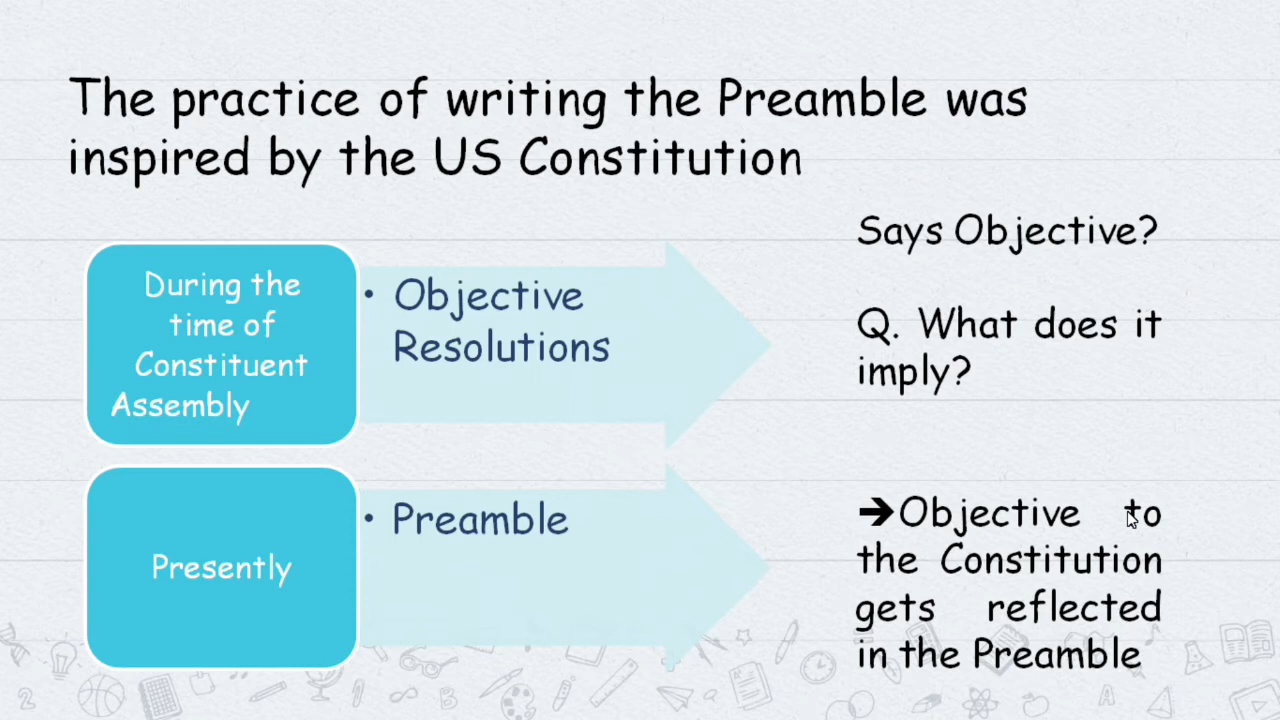 The practice of writing the Preamble was
inspired by the US Constitution
During the
time of
Constituent
Assembly
• Objective
Resolutions
Says Objective?
Q. What does it
imply?
Presently
• Preamble
➔Objective to
the Constitution
gets reflected
in the Preamble